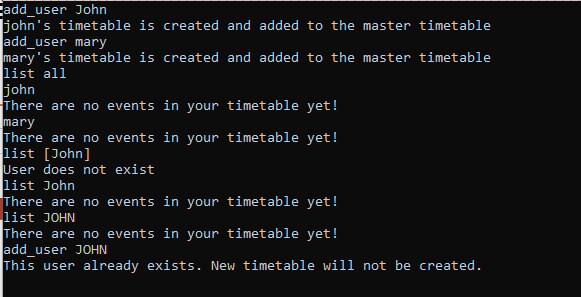 add_user John
john's timetable is created and added to the master timetable
add_user mary
mary's timetable is created and added to the master timetable
list all
john
There are no events in your timetable yet!
mary
There are no events in your timetable yet!
list [John]
User does not exist
list John
There are no events in your timetable yet!
list JOHN
There are no events in your timetable yet!
add_user JOHN
This user already exists. New timetable will not be created.